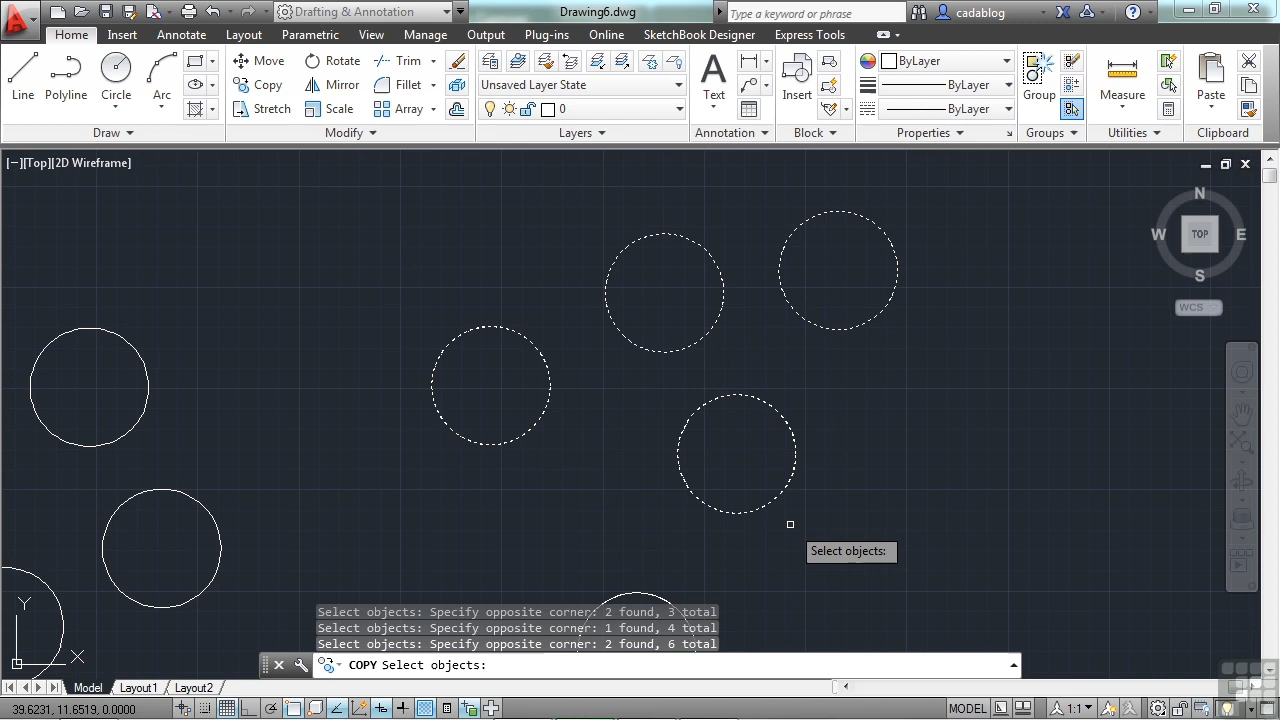 Drafting & Annotation
Drawing6.dwg
Type a keyword or phrase
cadablog
Home Insert Annotate Layout Parametric View Manage Output Plug-ins Online SketchBook Designer Express Tools
Line Polyline Circle Arc
Move Rotate Trim
Copy Mirror Fillet
Stretch Scale Array
Unsaved Layer State
0
Text
Insert
ByLayer
ByLayer
ByLayer
Group
Measure
Paste
Draw Modify Layers Annotation Block Properties Groups Utilities Clipboard
[−][Top][2D Wireframe]
N
W TOP E
S
WCS
Select objects:
Y
X
Select objects: Specify opposite corner: 2 found, 3 total
Select objects: Specify opposite corner: 1 found, 4 total
Select objects: Specify opposite corner: 2 found, 6 total
COPY Select objects:
Model Layout1 Layout2
39.6231, 11.6519, 0.0000
MODEL
1:1